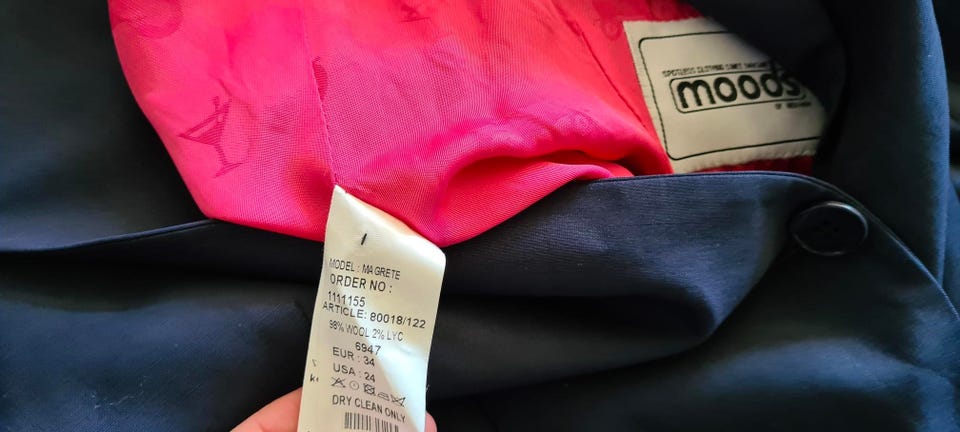 moods
MODEL : MAGRETE
ORDER NO :
1111155
ARTICLE: 80018/122
98% WOOL 2% LYC
6947
EUR : 34
USA : 24
DRY CLEAN ONLY